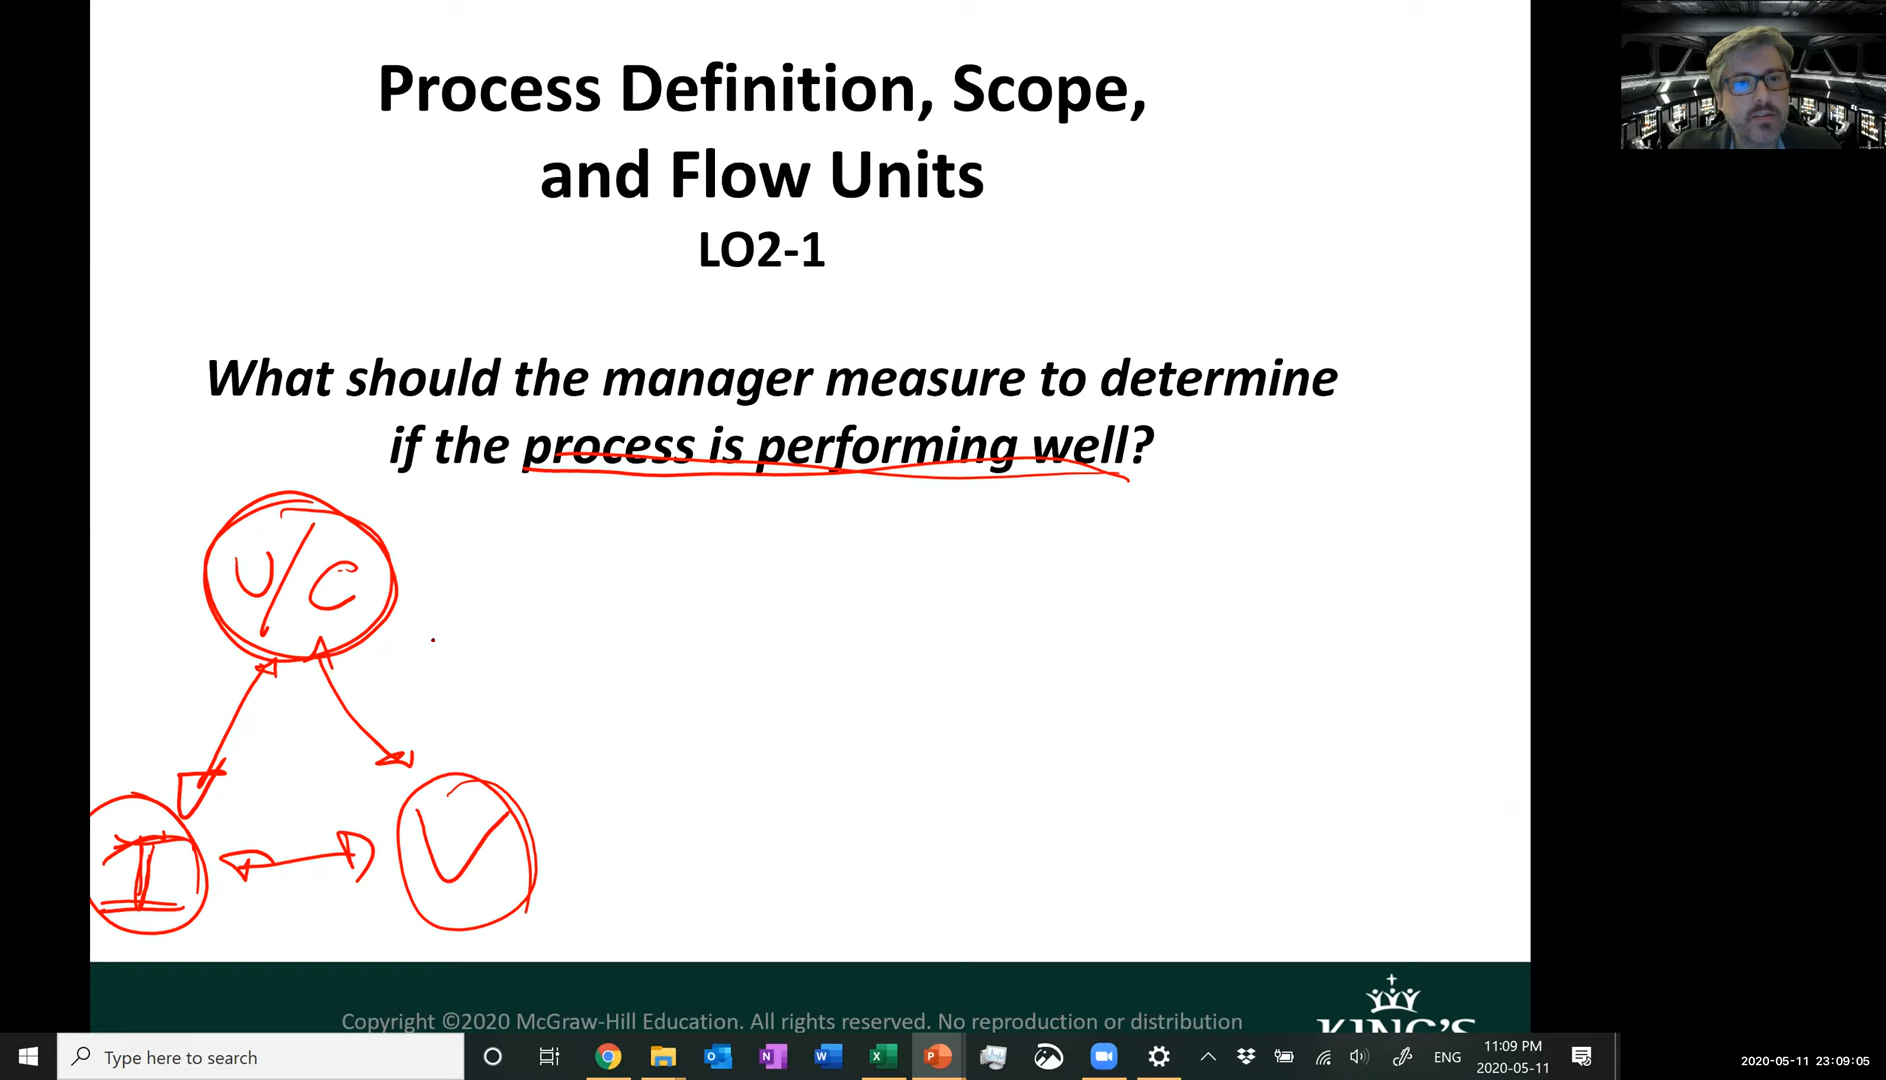 Process Definition, Scope,
and Flow Units
LO2-1
What should the manager measure to determine
if the process is performing well?
U/C
I
V
Copyright ©2020 McGraw-Hill Education. All rights reserved. No reproduction or distribution
KING'S
Type here to search
ENG
11:09 PM
2020-05-11
2020-05-11 23:09:05